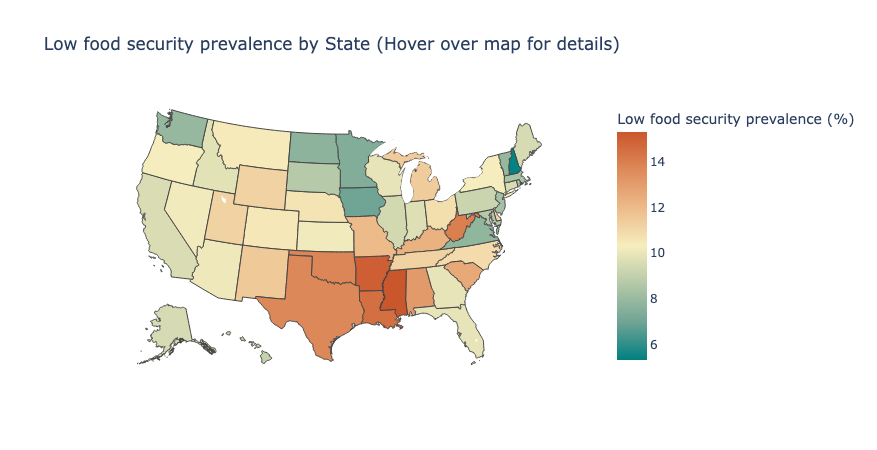 Low food security prevalence by State (Hover over map for details)
Low food security prevalence (%)
14
12
10
8
6